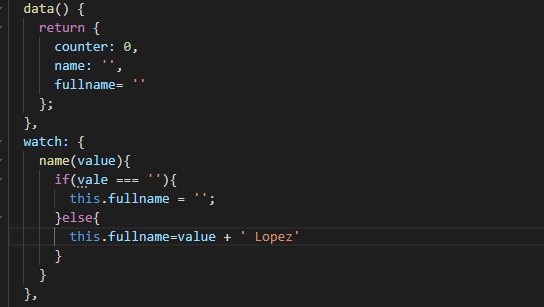 data() {
return {
counter: 0,
name: '',
fullname= ''
};
},
watch: {
name(value){
if(vale === ''){
this.fullname = '';
}else{
this.fullname=value + ' Lopez'
}
}
},